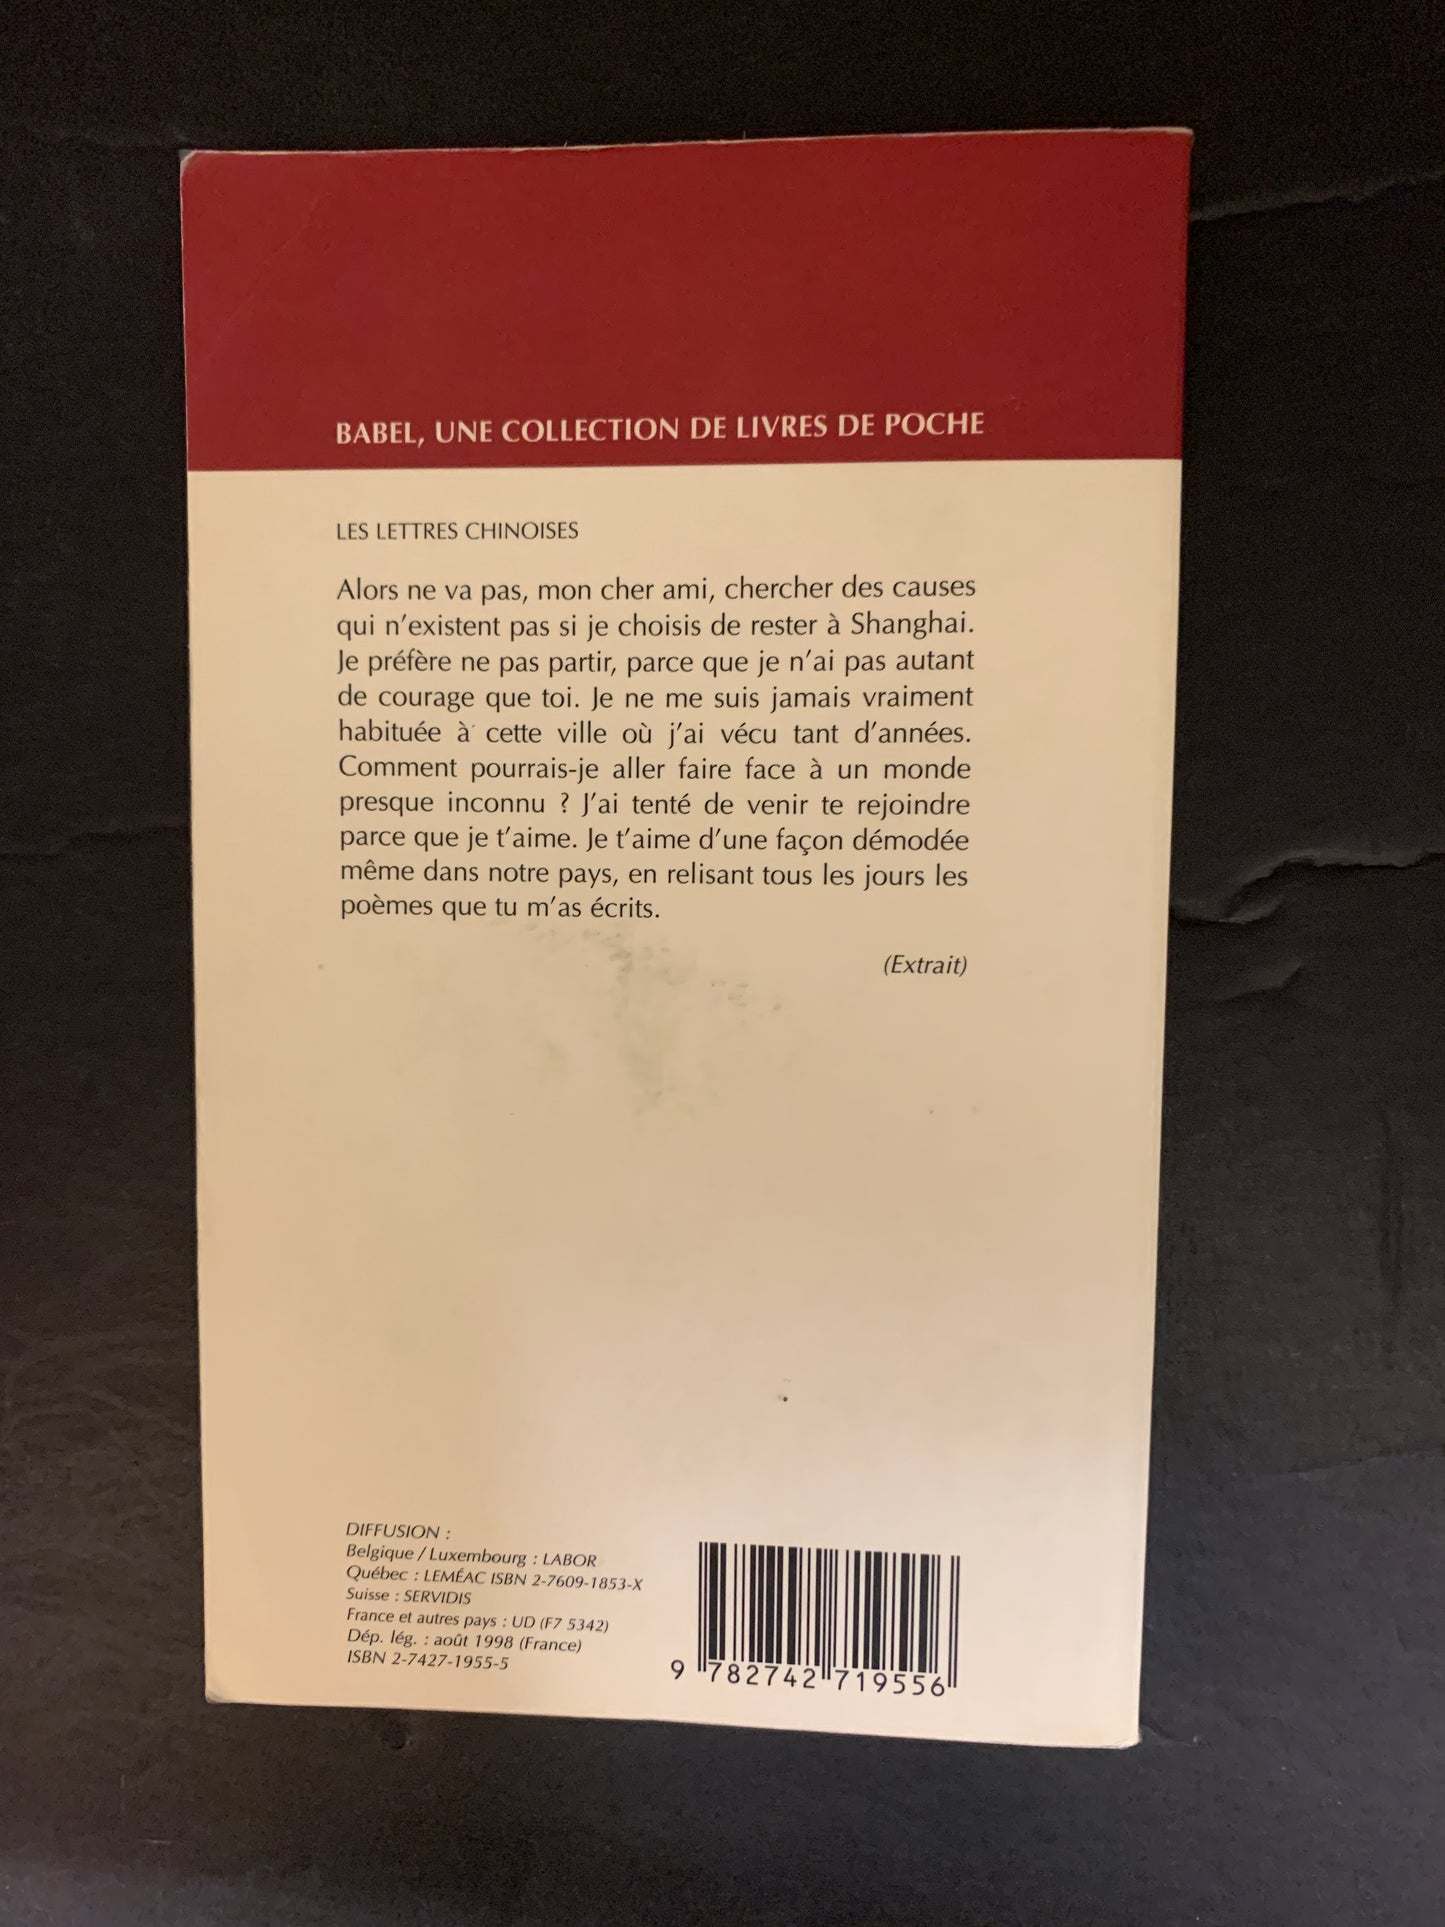 BABEL, UNE COLLECTION DE LIVRES DE POCHE
LES LETTRES CHINOISES
Alors ne va pas, mon cher ami, chercher des causes
qui n'existent pas si je choisis de rester à Shanghai.
Je préfère ne pas partir, parce que je n'ai pas autant
de courage que toi. Je ne me suis jamais vraiment
habituée à cette ville où j'ai vécu tant d'années.
Comment pourrais-je aller faire face à un monde
presque inconnu ? J'ai tenté de venir te rejoindre
parce que je t'aime. Je t'aime d'une façon démodée
même dans notre pays, en relisant tous les jours les
poèmes que tu m'as écrits.
(Extrait)
DIFFUSION :
Belgique / Luxembourg : LABOR
Québec : LEMÉAC ISBN 2-7609-1853-X
Suisse : SERVIDIS
France et autres pays : UD (F7 5342)
Dép. lég. : août 1998 (France)
ISBN 2-7427-1955-5
9 782742 719556